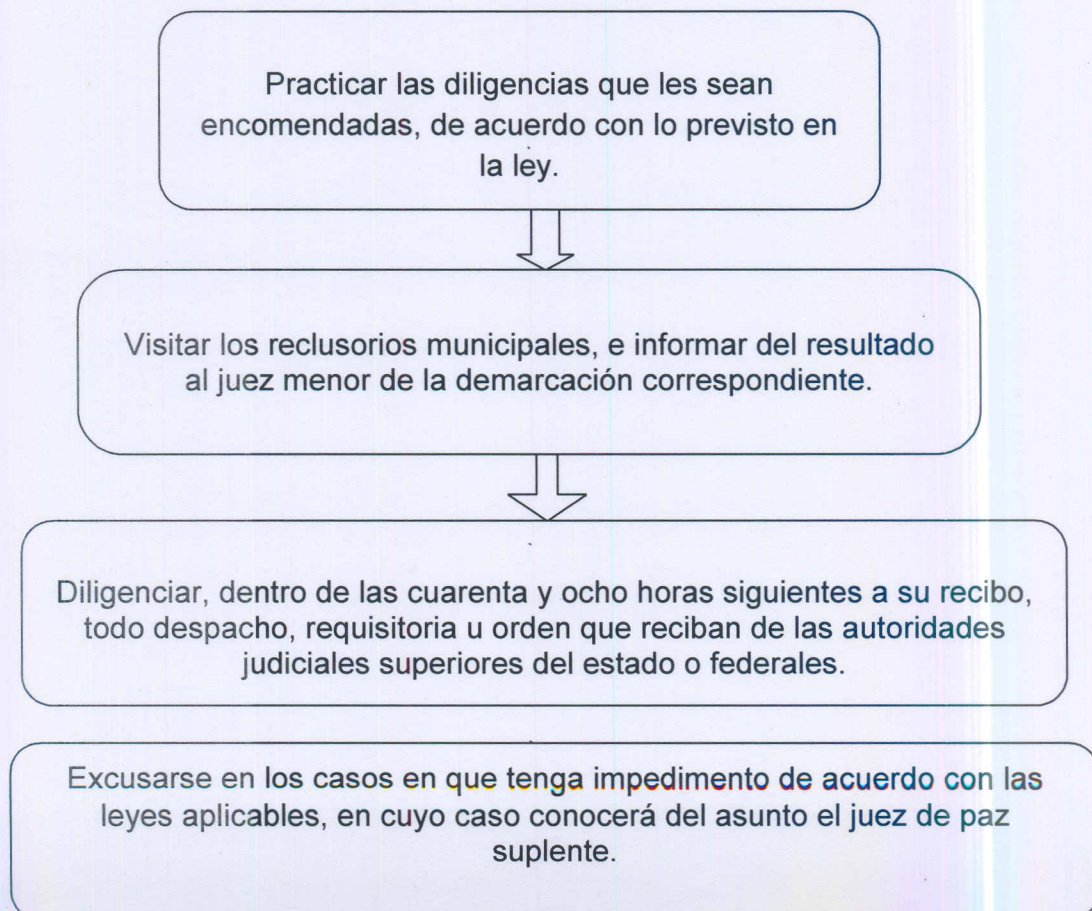 Practicar las diligencias que les sean
encomendadas, de acuerdo con lo previsto en
la ley.
Visitar los reclusorios municipales, e informar del resultado
al juez menor de la demarcación correspondiente.
Diligenciar, dentro de las cuarenta y ocho horas siguientes a su recibo,
todo despacho, requisitoria u orden que reciban de las autoridades
judiciales superiores del estado o federales.
Excusarse en los casos en que tenga impedimento de acuerdo con las
leyes aplicables, en cuyo caso conocerá del asunto el juez de paz
suplente.